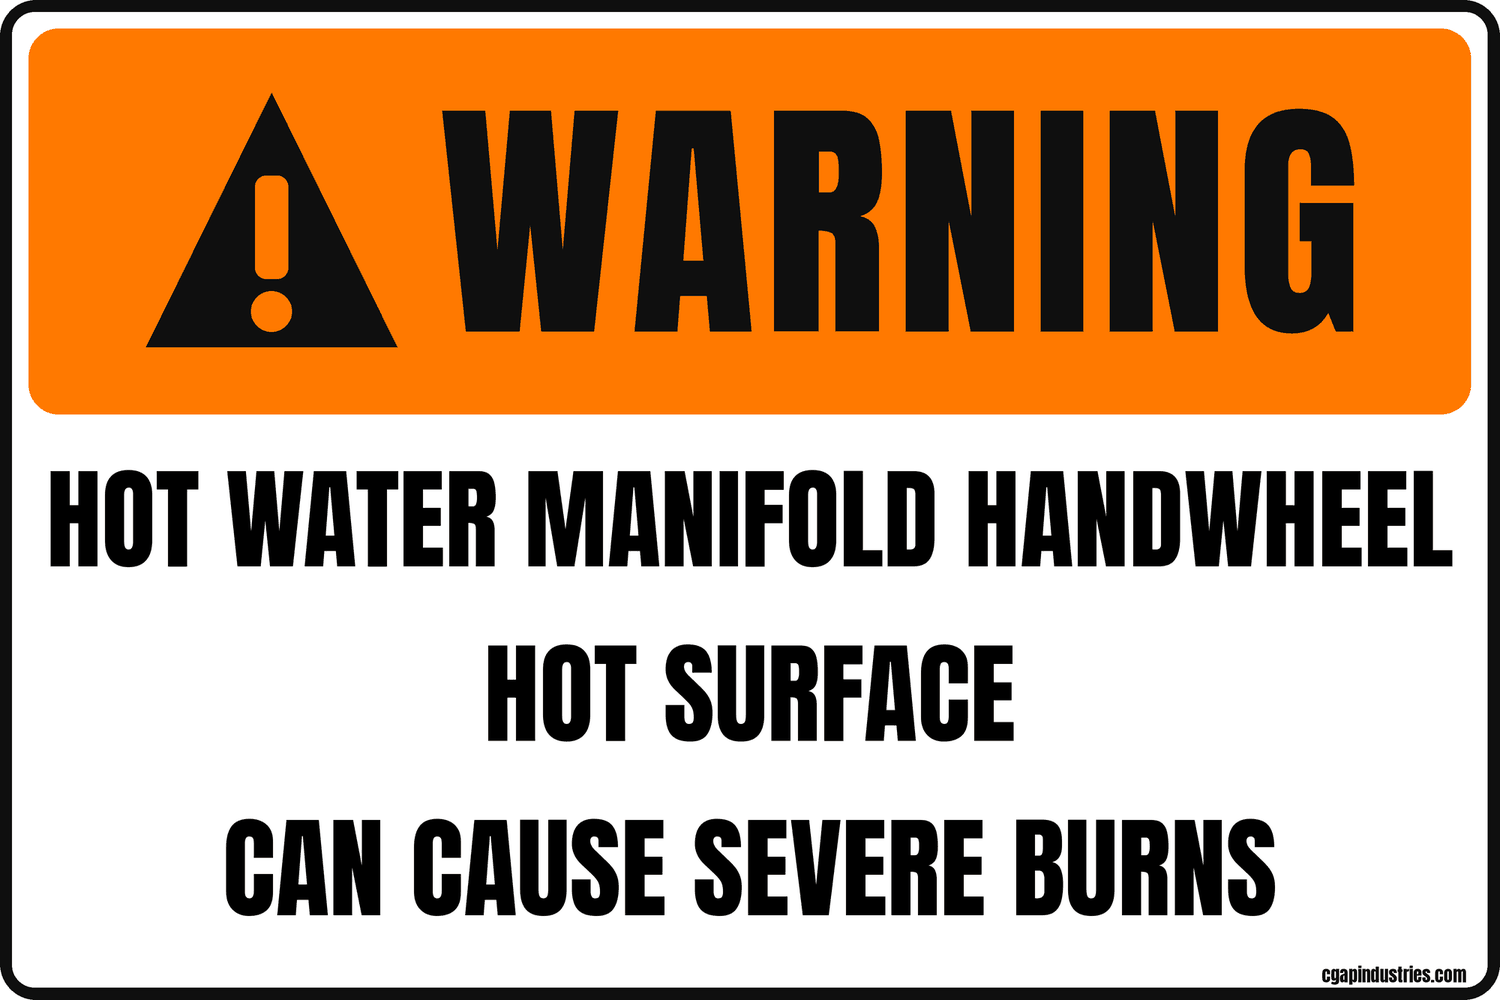 WARNING
HOT WATER MANIFOLD HANDWHEEL
HOT SURFACE
CAN CAUSE SEVERE BURNS
cgapindustries.com